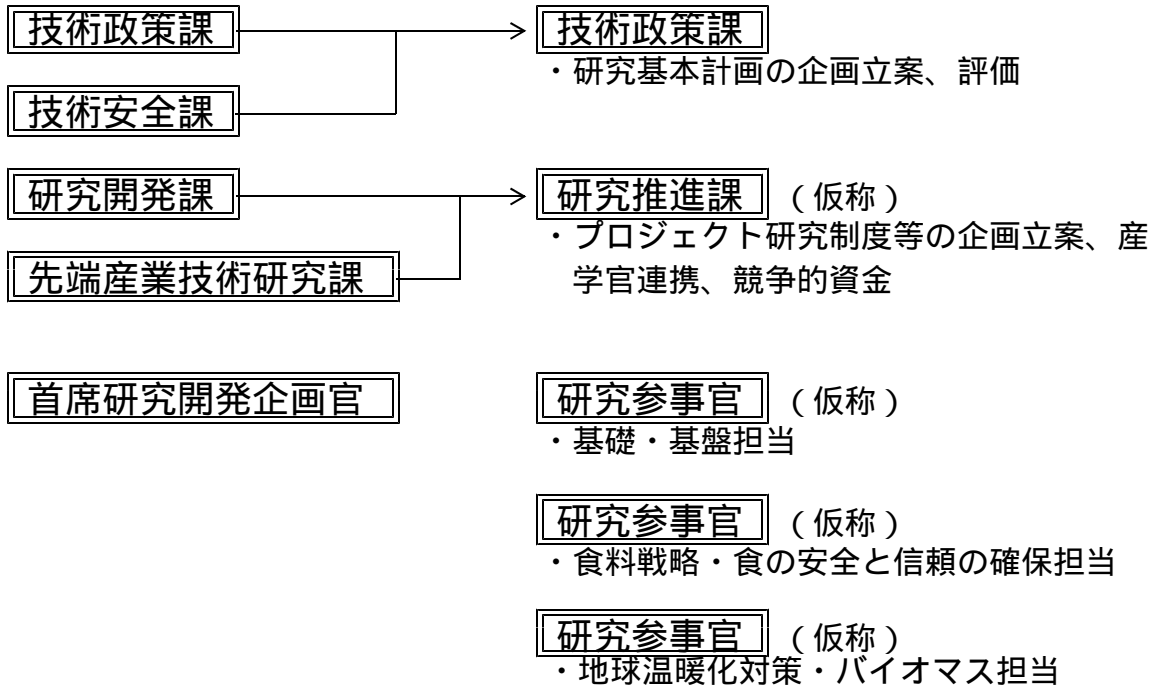 技術政策課 技術政策課
・研究基本計画の企画立案、評価
技術安全課
研究開発課 研究推進課 （仮称）
・プロジェクト研究制度等の企画立案、産
先端産業技術研究課 学官連携、競争的資金
首席研究開発企画官 研究参事官 （仮称）
・基礎・基盤担当
研究参事官 （仮称）
・食料戦略・食の安全と信頼の確保担当
研究参事官 （仮称）
・地球温暖化対策・バイオマス担当